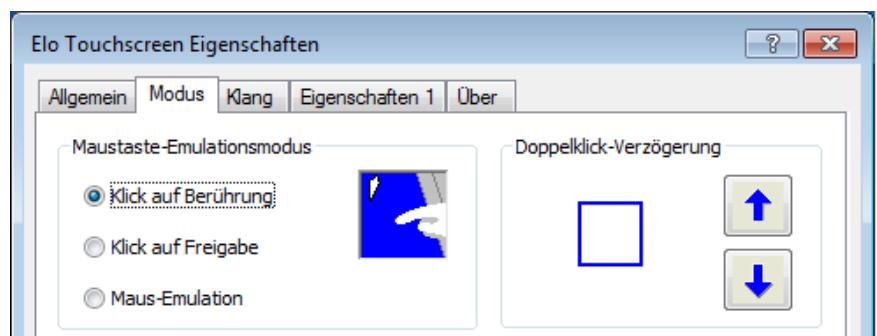 Elo Touchscreen Eigenschaften
Allgemein Modus Klang Eigenschaften 1 Über
Maustaste-Emulationsmodus
Klick auf Berührung
Klick auf Freigabe
Maus-Emulation
Doppelklick-Verzögerung